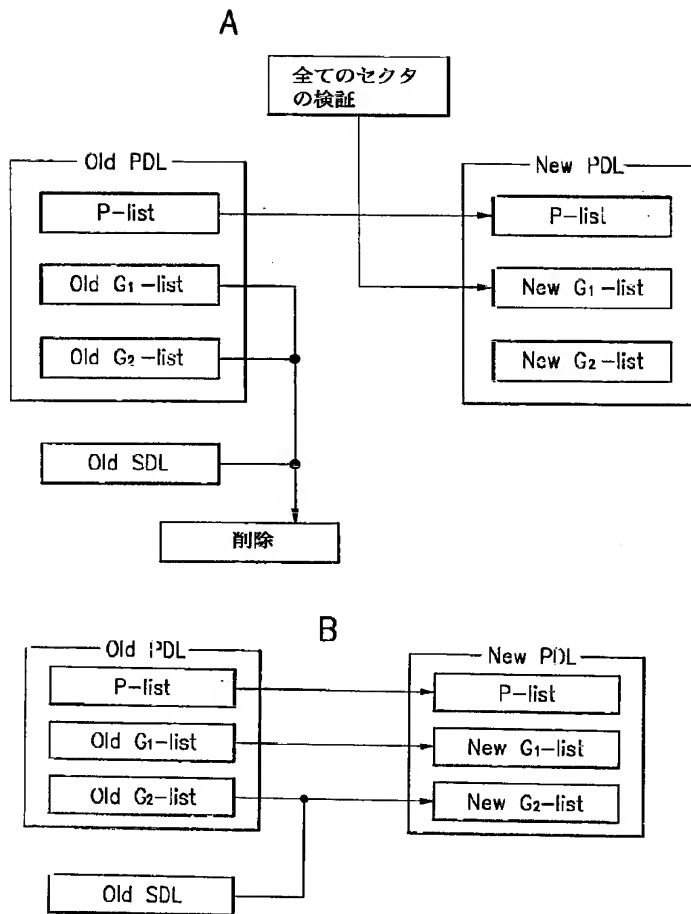 A
全てのセクタ
の検証
Old PDL
New PDL
P-list
P-list
Old G₁-list
New G₁-list
Old G₂-list
New G₂-list
Old SDL
削除
B
Old PDL
New PDL
P-list
P-list
Old G₁-list
New G₁-list
Old G₂-list
New G₂-list
Old SDL